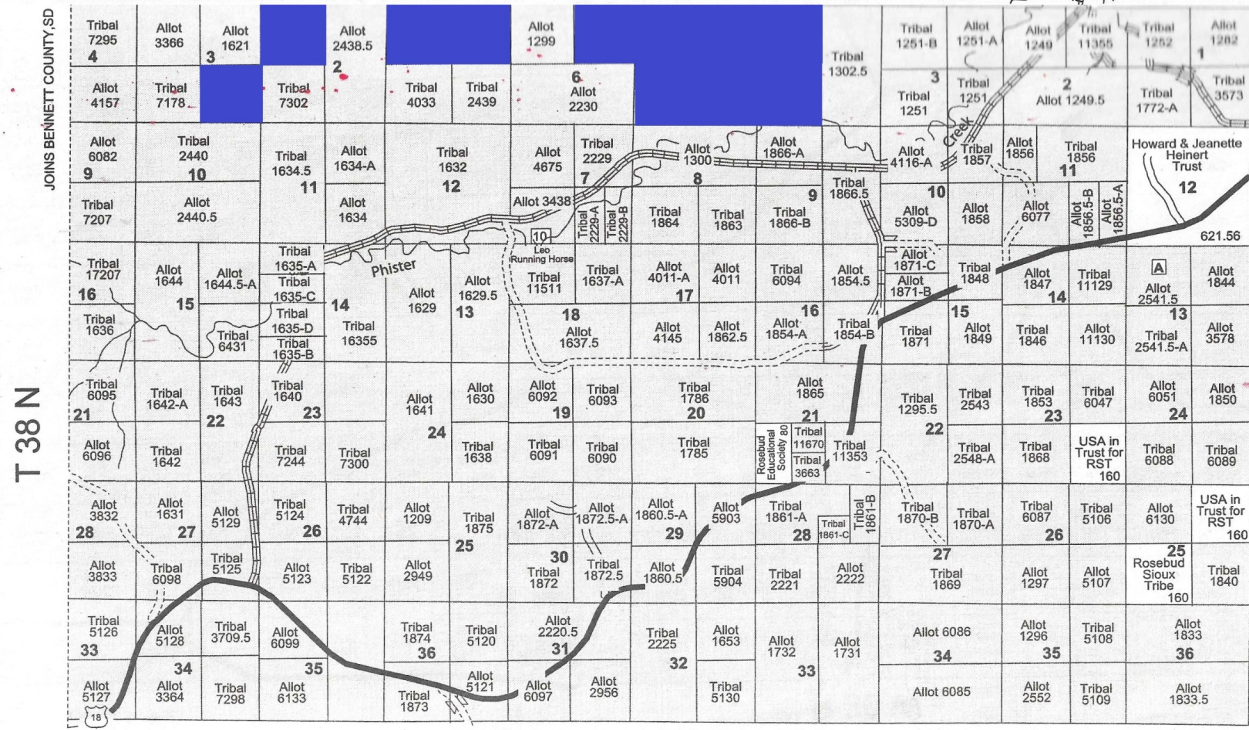 JOINS BENNETT COUNTY,SD
T 38 N
Tribal
7295
4
Allot
3366
3
Allot
1621
Allot
2438.5
2
Allot
1299
Tribal
1302.5
Tribal
1251-B
Allot
1251-A
Allot
1249
Tribal
11355
Tribal
1252
Allot
1282
1
Allot
4157
Tribal
7178
Tribal
7302
Tribal
4033
Tribal
2439
6
Allot
2230
3
Tribal
1251
Tribal
1251
2
Allot 1249.5
Tribal
1772-A
Tribal
3573
Creek
Allot
6082
9
Tribal
2440
10
Tribal
1634.5
11
Allot
1634-A
Tribal
1632
12
Allot
4675
Tribal
2229
7
Allot
1300
8
Allot
1866-A
9
Tribal
1866.5
Allot
4116-A
10
Tribal
1857
Allot
1856
Tribal
1856
11
Howard & Jeanette
Heinert
Trust
12
621.56
Tribal
7207
Allot
2440.5
Allot
1634
Allot 3438
Tribal
2229-A
Tribal
2229-B
Tribal
1864
Allot
1863
Tribal
1866-B
Allot
5309-D
Allot
1858
Allot
6077
Allot
1856.5-B
Allot
1856.5-A
10
Leo
Running Horse
Phister
Tribal
17207
16
Allot
1644
15
Allot
1644.5-A
Tribal
1635-A
Tribal
1635-C
14
Allot
1629
Allot
1629.5
13
Tribal
11511
18
Tribal
1637-A
Allot
4011-A
17
Allot
4011
Tribal
6094
16
Allot
1854.5
Allot
1871-C
Allot
1871-B
Tribal
1848
15
Allot
1847
14
Tribal
11129
A
Allot
2541.5
13
Allot
1844
Tribal
1636
Tribal
6431
Tribal
1635-D
Tribal
1635-B
Tribal
16355
Allot
1637.5
Allot
4145
Allot
1862.5
Allot
1854-A
Tribal
1854-B
Tribal
1871
Allot
1849
Tribal
1846
Allot
11130
Tribal
2541.5-A
Allot
3578
Tribal
6095
21
Tribal
1642-A
Tribal
1643
22
Tribal
1640
23
Allot
1641
24
Allot
1630
Allot
6092
19
Tribal
6093
Tribal
1786
20
Allot
1865
21
Tribal
1295.5
22
Tribal
2543
Tribal
1853
23
Tribal
6047
Allot
6051
24
Allot
1850
Allot
6096
Tribal
1642
Tribal
7244
Tribal
7300
Tribal
1638
Tribal
6091
Tribal
6090
Tribal
1785
Rosebud
Educational
Society 80
Tribal
11670
Tribal
3663
Tribal
11353
Tribal
2548-A
Tribal
1868
USA in
Trust for
RST
160
Tribal
6088
Tribal
6089
Allot
3832
28
Allot
1631
27
Allot
5129
Tribal
5124
26
Tribal
4744
Allot
1209
Tribal
1875
25
Allot
1872-A
30
Allot
1872.5-A
Allot
1860.5-A
29
Allot
5903
Tribal
1861-A
28
Tribal
1861-C
Tribal
1861-B
Tribal
1870-B
27
Tribal
1870-A
Tribal
6087
26
Tribal
5106
Allot
6130
25
USA in
Trust for
RST
160
Allot
3833
Tribal
6098
Tribal
5125
Allot
5123
Tribal
5122
Allot
2949
Tribal
1872
Tribal
1872.5
Allot
1860.5
Tribal
5904
Tribal
2221
Allot
2222
Tribal
1869
Allot
1297
Allot
5107
Rosebud
Sioux
Tribe
160
Tribal
1840
Tribal
5126
33
Allot
5128
34
Tribal
3709.5
Allot
6099
35
Tribal
1874
36
Tribal
5120
Allot
2220.5
31
Tribal
2225
32
Allot
1653
Allot
1732
33
Allot
1731
Allot 6086
34
Allot
1296
35
Tribal
5108
Allot
1833
36
Allot
5127
Allot
3364
Tribal
7298
Allot
6133
Tribal
1873
Allot
5121
Allot
6097
Allot
2956
Tribal
5130
Allot 6085
Allot
2552
Tribal
5109
Allot
1833.5
18